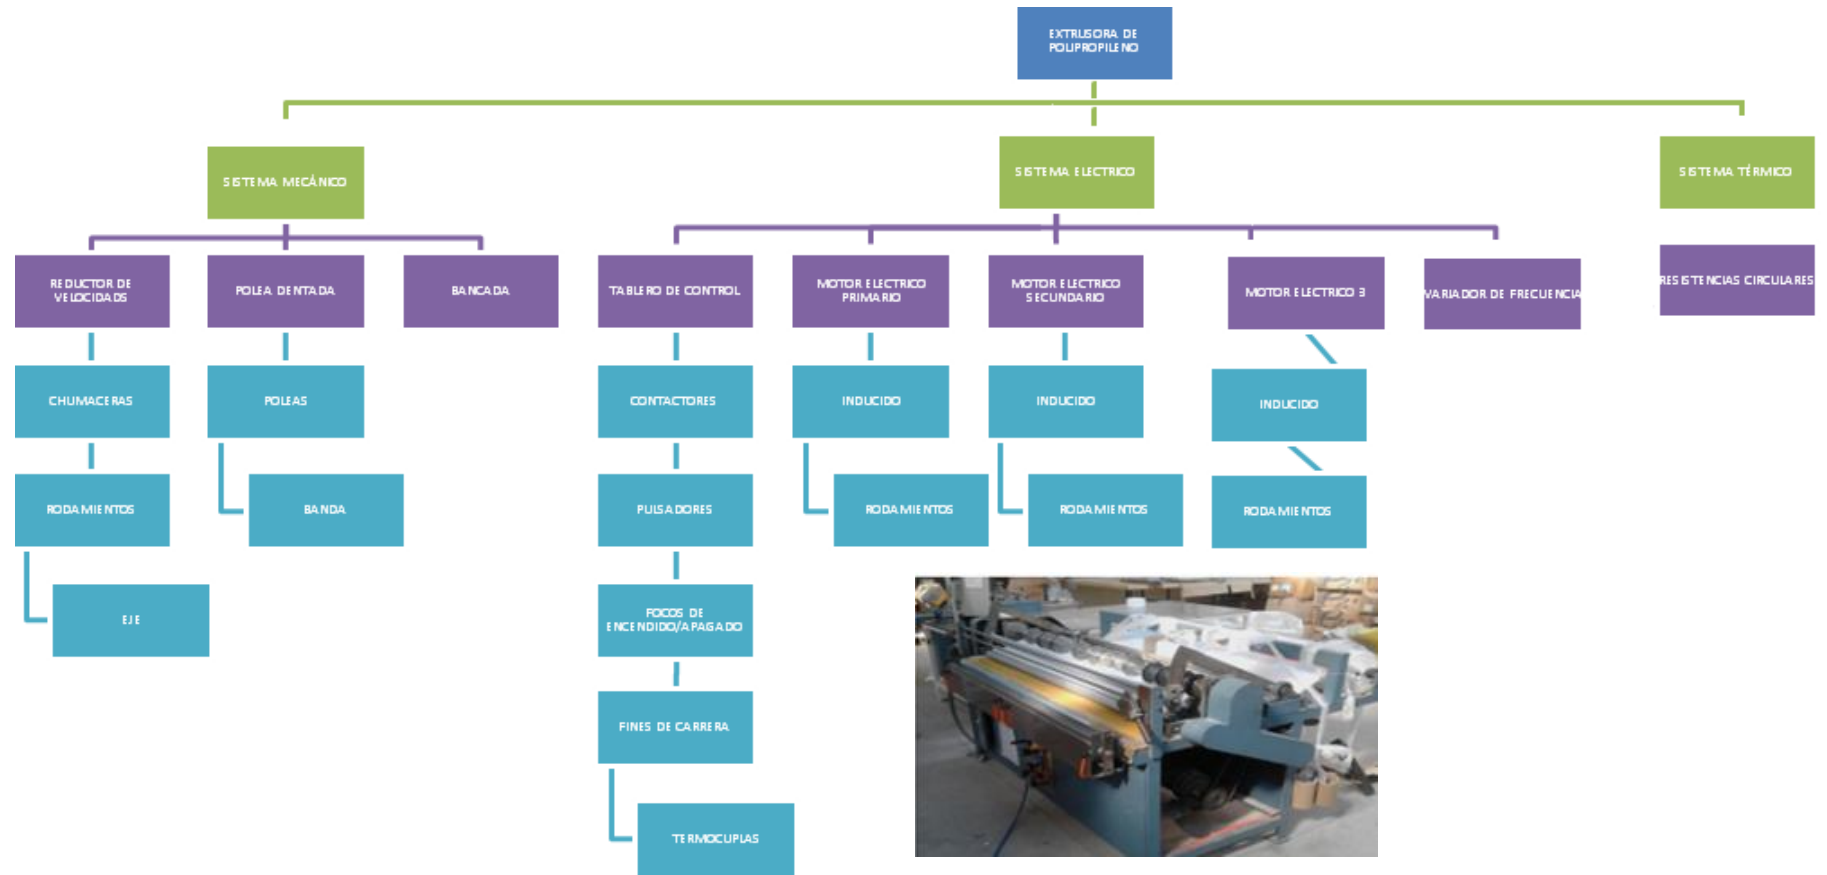 EXTRUSORA DE
POLIPROPILENO
SISTEMA MECÁNICO
SISTEMA ELECTRICO
SISTEMA TÉRMICO
REDUCTOR DE
VELOCIDADS
POLEA DENTADA
BANCADA
TABLERO DE CONTROL
MOTOR ELECTRICO
PRIMARIO
MOTOR ELECTRICO
SECUNDARIO
MOTOR ELECTRICO 3
VARIADOR DE FRECUENCIA
RESISTENCIAS CIRCULARES
CHUMACERAS
POLEAS
CONTACTORES
INDUCIDO
INDUCIDO
INDUCIDO
RODAMIENTOS
BANDA
PULSADORES
RODAMIENTOS
RODAMIENTOS
RODAMIENTOS
EJE
FOCOS DE
ENCENDIDO/APAGADO
FINES DE CARRERA
TERMOCUPLAS